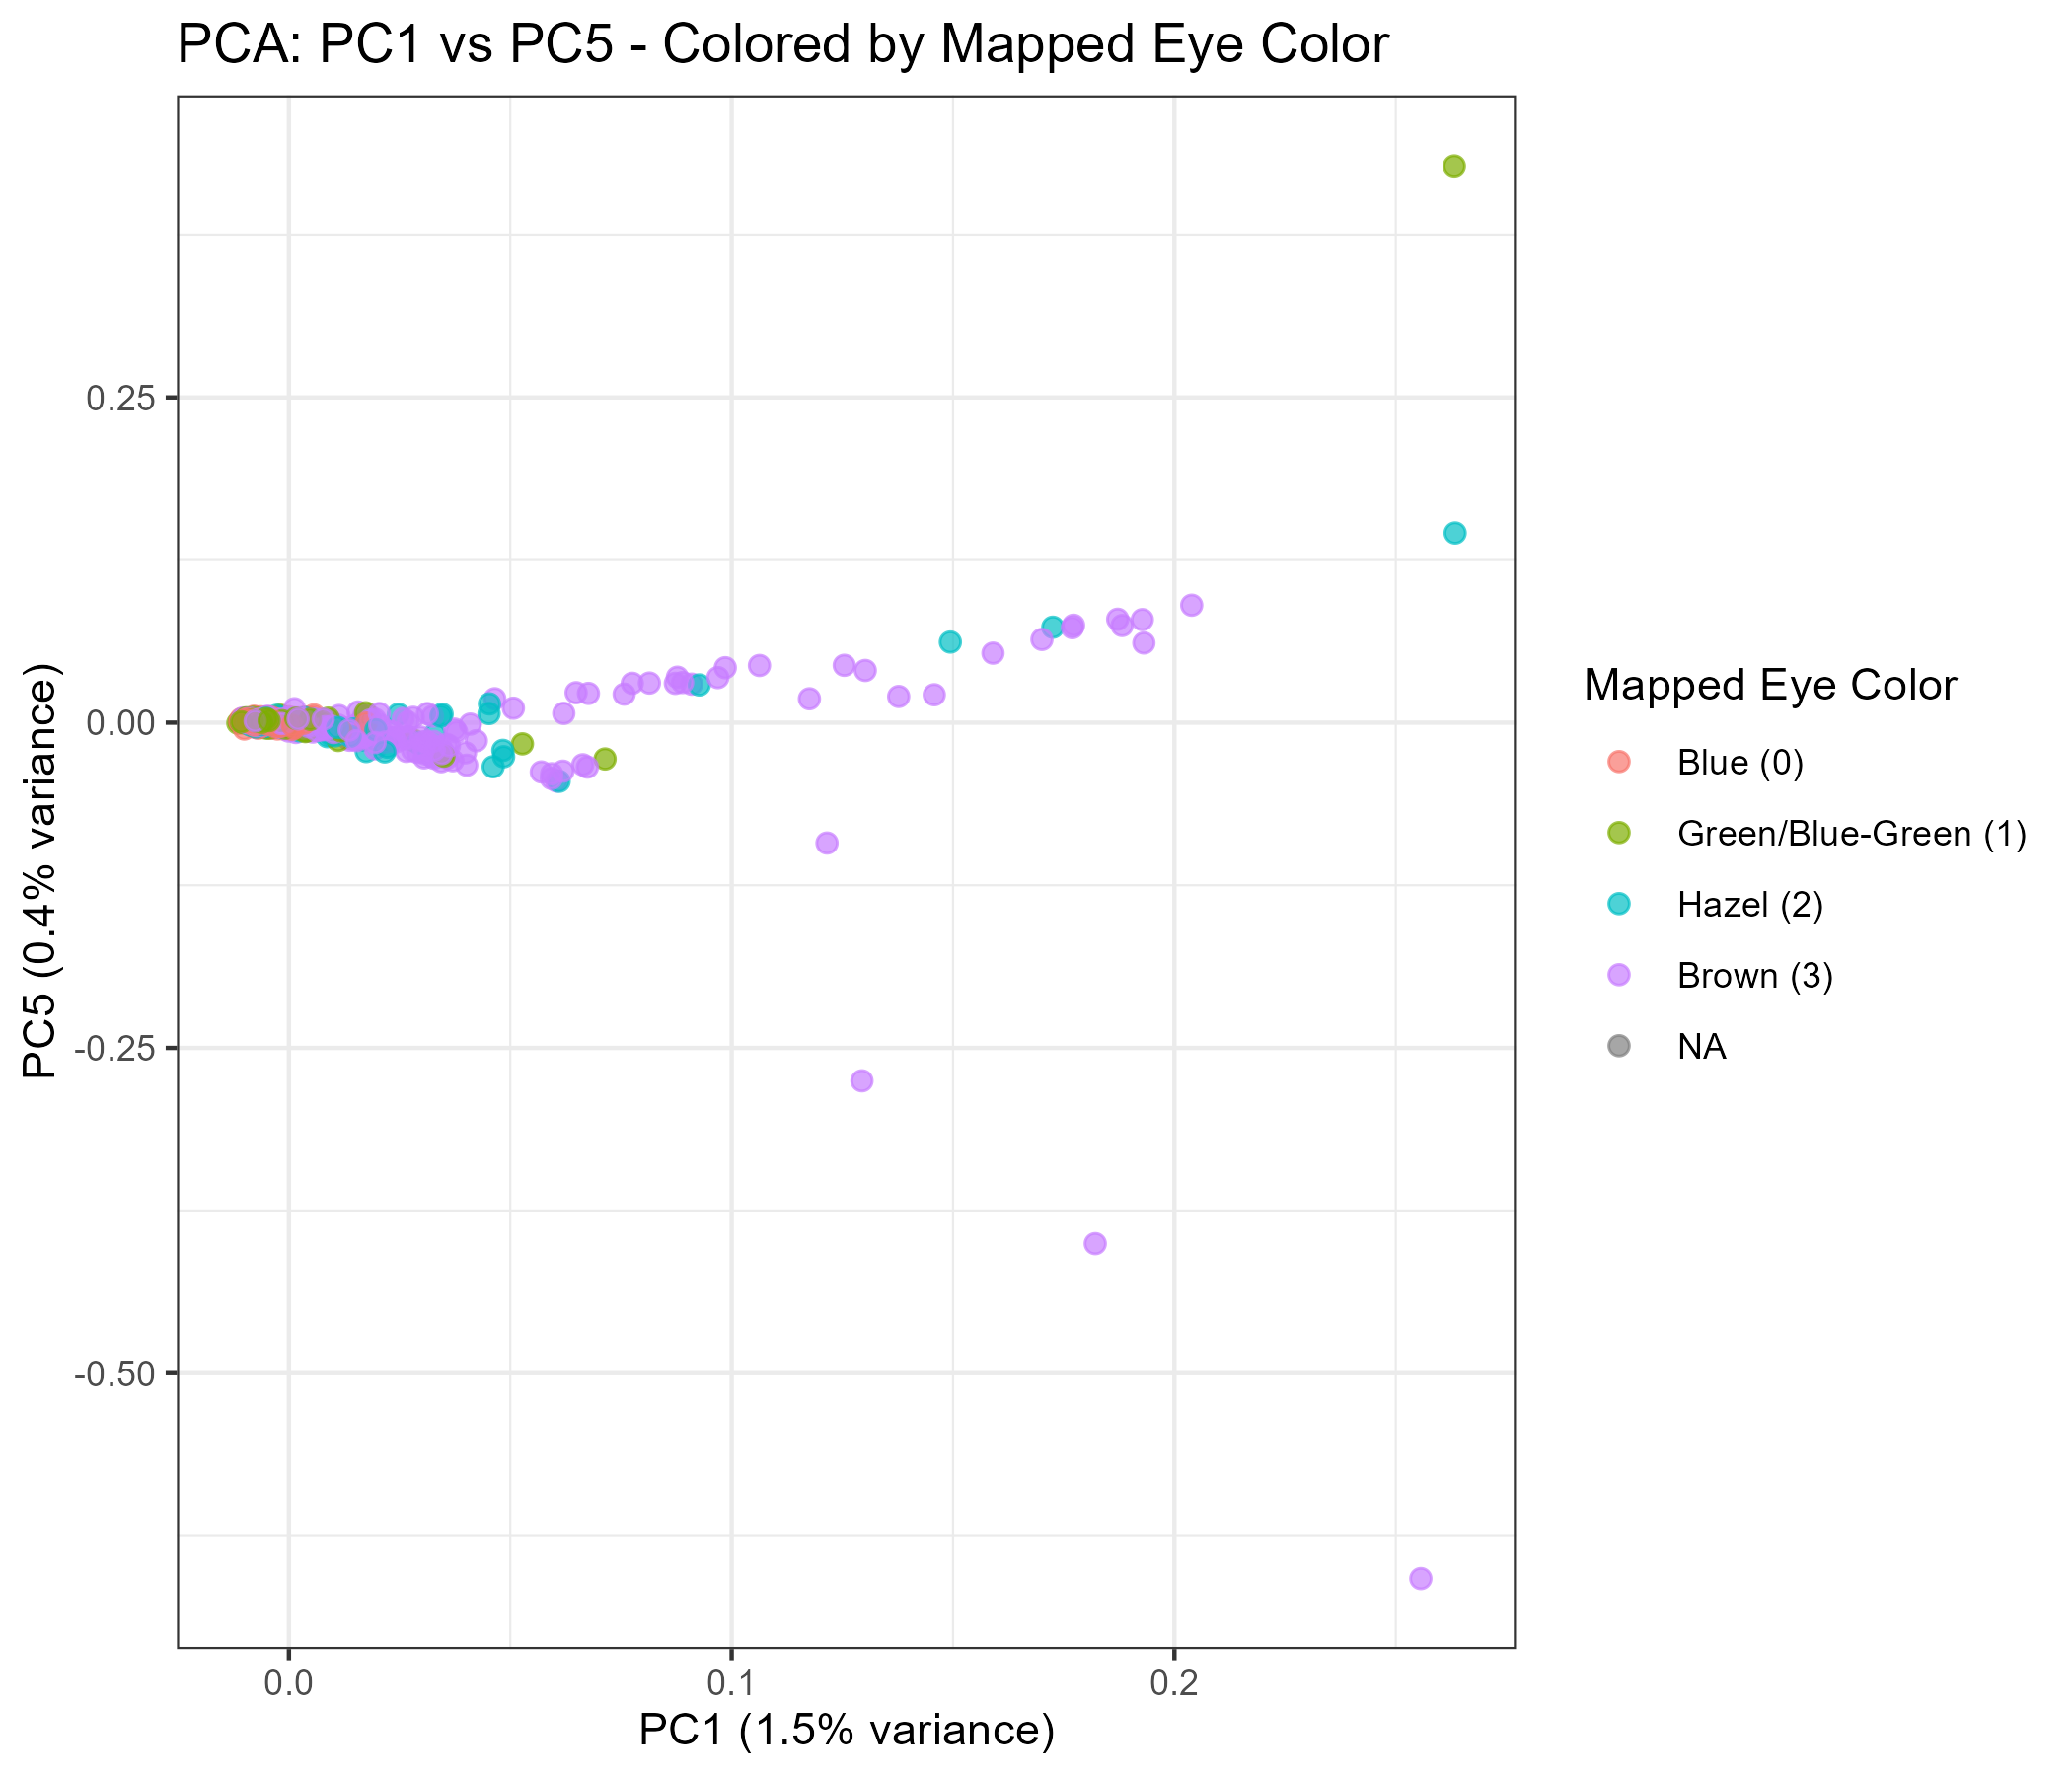 PCA: PC1 vs PC5 - Colored by Mapped Eye Color
0.25
0.00
-0.25
-0.50
PC5 (0.4% variance)
0.0
0.1
0.2
PC1 (1.5% variance)
Mapped Eye Color
Blue (0)
Green/Blue-Green (1)
Hazel (2)
Brown (3)
NA